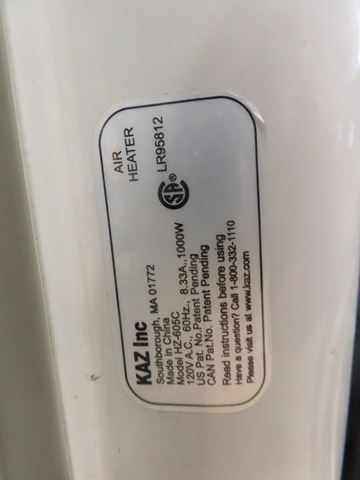 KAZ Inc
Southborough, MA 01772
Made in China
Model HZ-605C
120V A.C., 60Hz., 8.33A.,1000W
US Pat. No.Patent Pending
CAN Pat.No. Patent Pending
Read instructions before using
Have a question? Call 1-800-332-1110
Please visit us at www.kaz.com
AIR
HEATER
SA®
LR95812